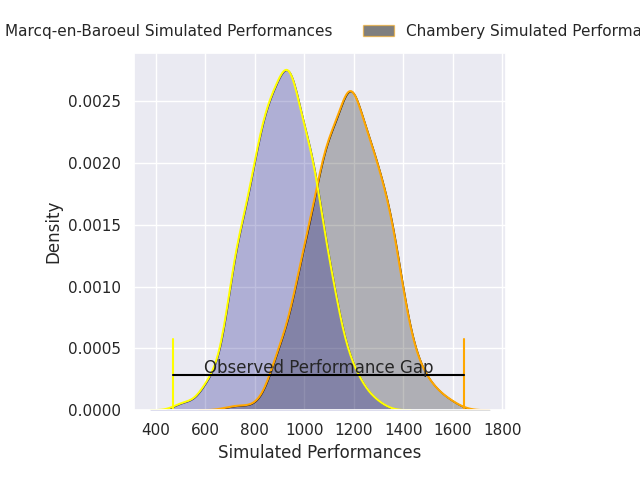 Marcq-en-Baroeul Simulated Performances Chambery Simulated Performa
0.0025
0.0020
0.0015
0.0010
0.0005
0.0000
Density
Observed Performance Gap
400 600 800 1000 1200 1400 1600 1800
Simulated Performances